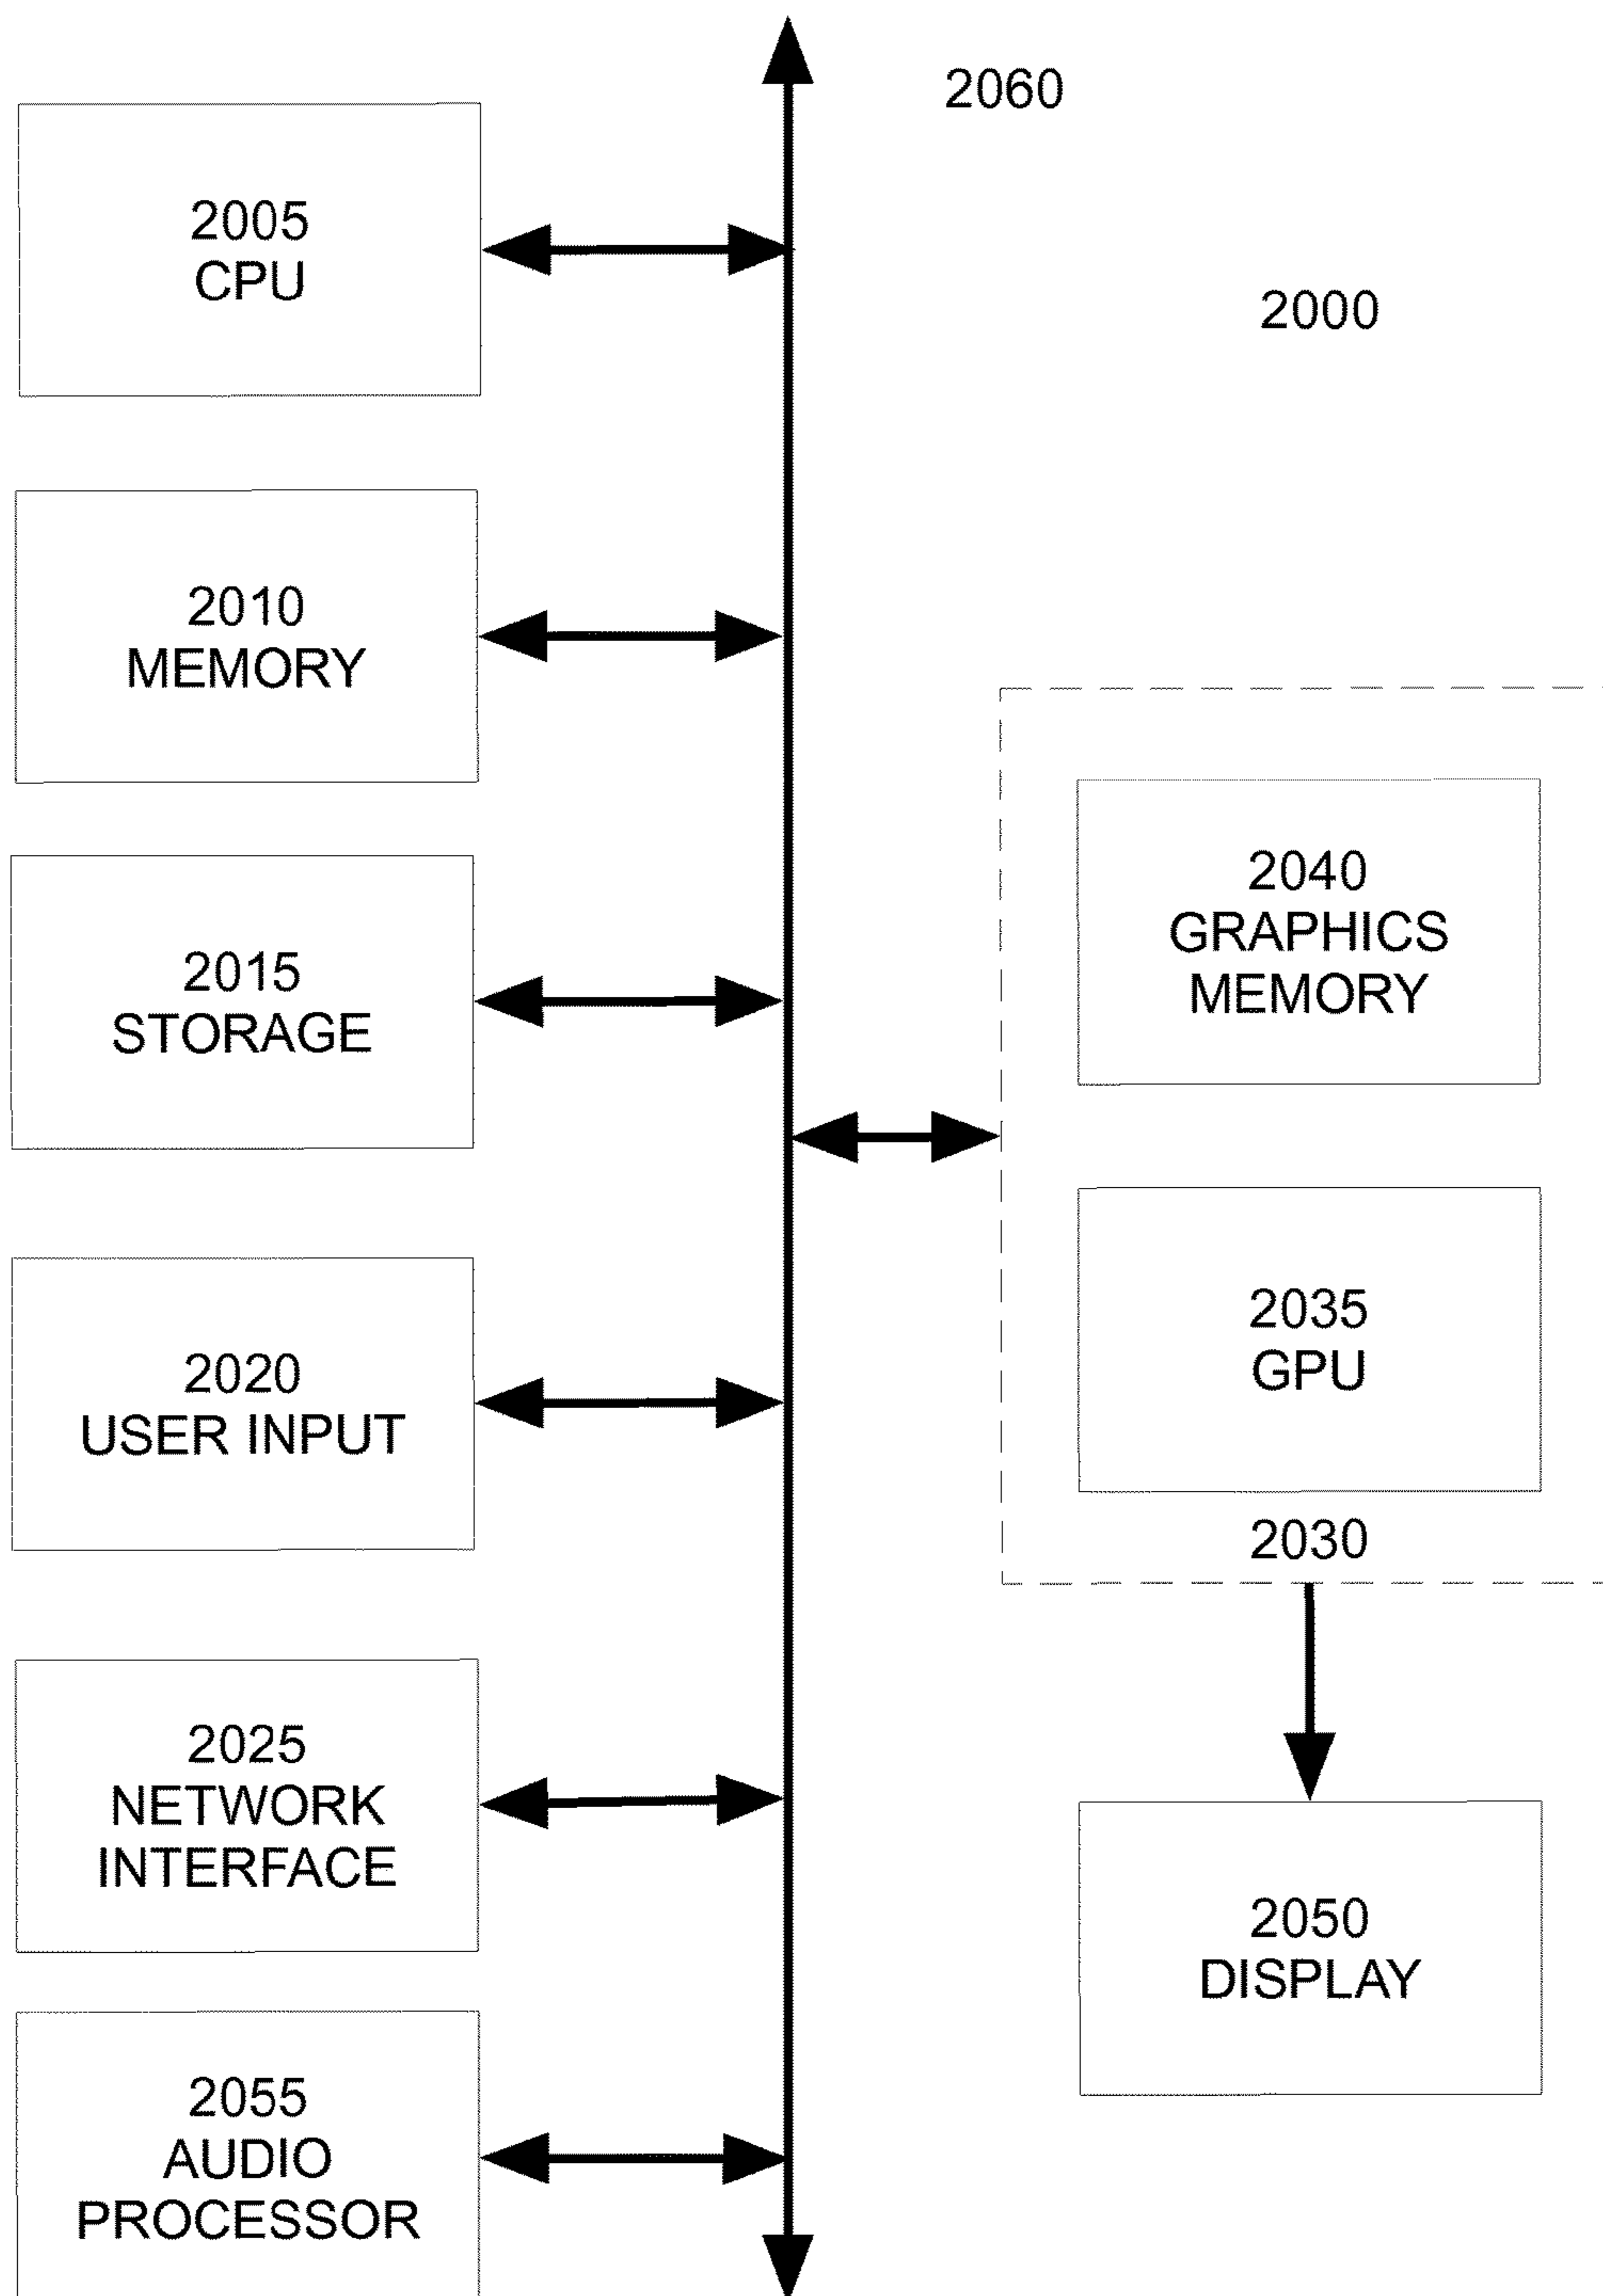 2060
2005
CPU
2000
2010
MEMORY
2015
STORAGE
2020
USER INPUT
2025
NETWORK
INTERFACE
2055
AUDIO
PROCESSOR
2040
GRAPHICS
MEMORY
2035
GPU
2030
2050
DISPLAY